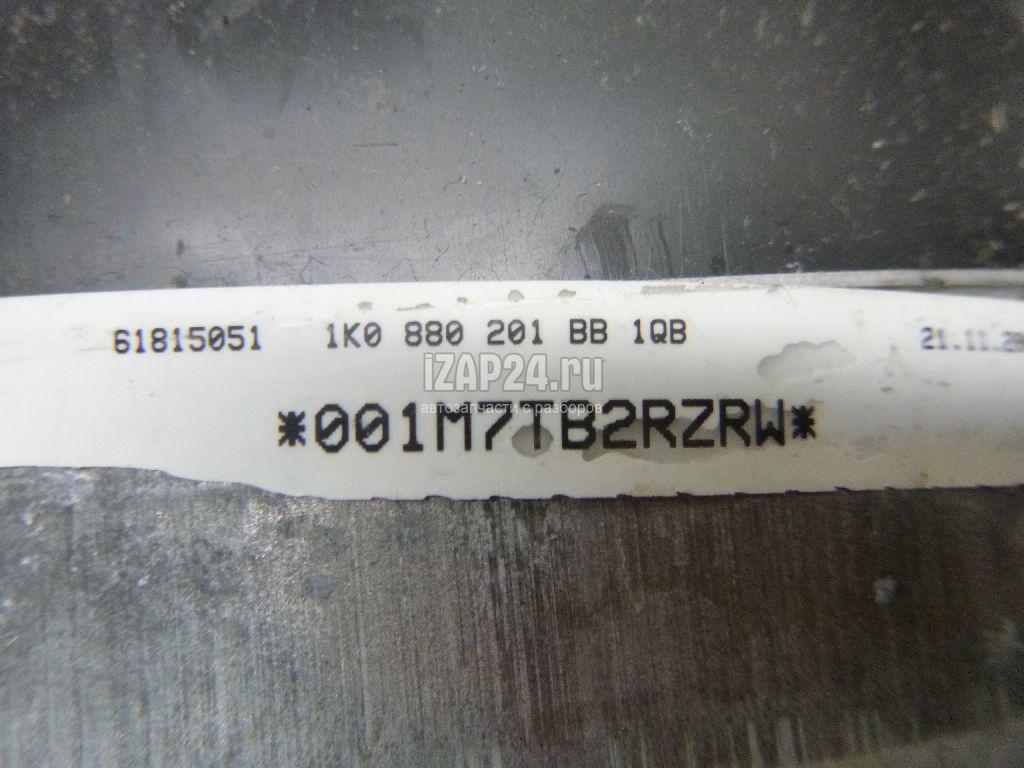 61815051 1K0 880 201 BB 1QB 21.11.20
iZAP24.ru
автозапчасти с разборов
*001M7TB2RZRW*